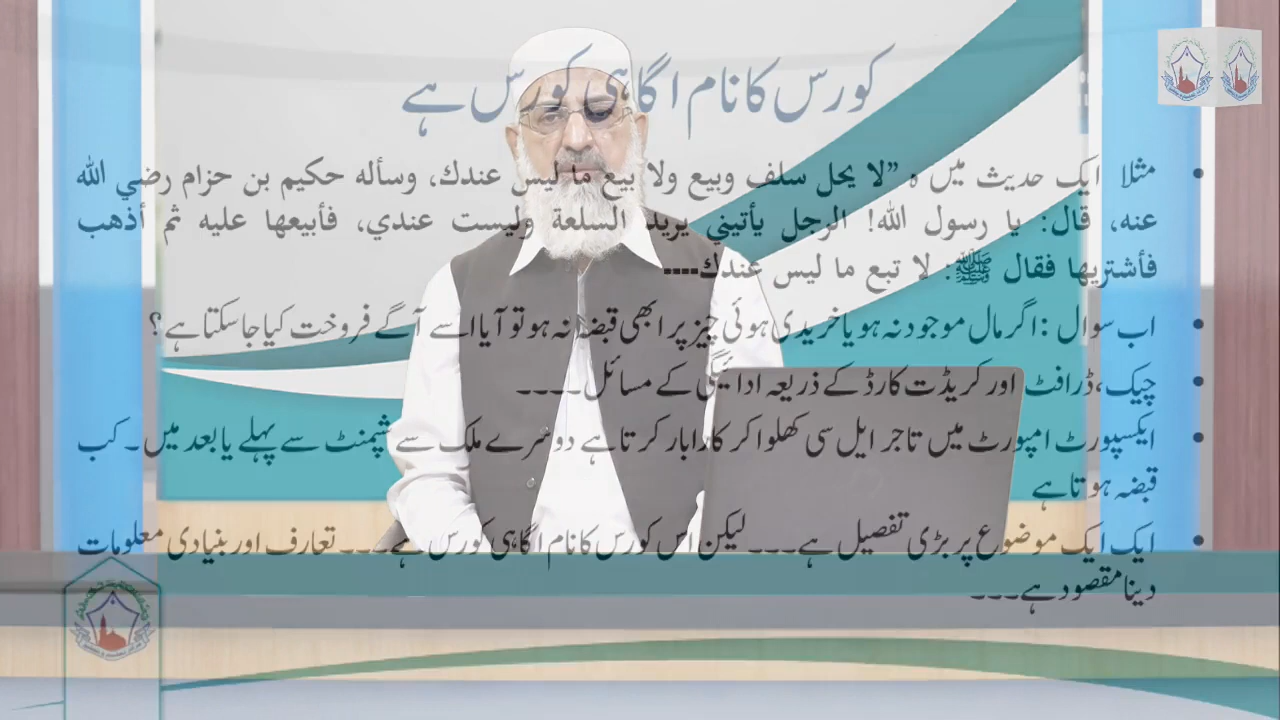 کورس کا نام اگاہی کورس ہے
مثلا ایک حدیث میں ہ ”لا يحل سلف وبيع ولا بيع ما ليس عندك، وسأله حكيم بن حزام رضي الله
عنه، قال: يا رسول الله! الرجل يأتيني يريد السلعة وليست عندي، فأبيعها عليه ثم أذهب
فأشتريها فقال ﷺ: لا تبع ما ليس عندك----
اب سوال :اگر مال موجود نہ ہو یا خریدی ہوئی چیز پر ابھی قبضہ نہ ہو تو آیا اسے آگے فروخت کیا جاسکتا ہے؟
چیک، ڈرافٹ اور کریڈت کارڈ کے ذریعہ ادائیگی کے مسائل۔۔۔۔
ایکسپورٹ امپورٹ میں تاجر ایل سی کھلوا کر کارابار کرتا ہے دوسرے ملک سے شپمنٹ سے پہلے یا بعد میں۔ کب
قبضہ ہوتا ہے
ایک ایک موضوع پر بڑی تفصیل ہے۔۔۔ لیکن اس کورس کا نام اگاہی کورس ہے۔۔۔۔ تعارف اور بنیادی معلومات
دینا مقصود ہے۔۔۔۔